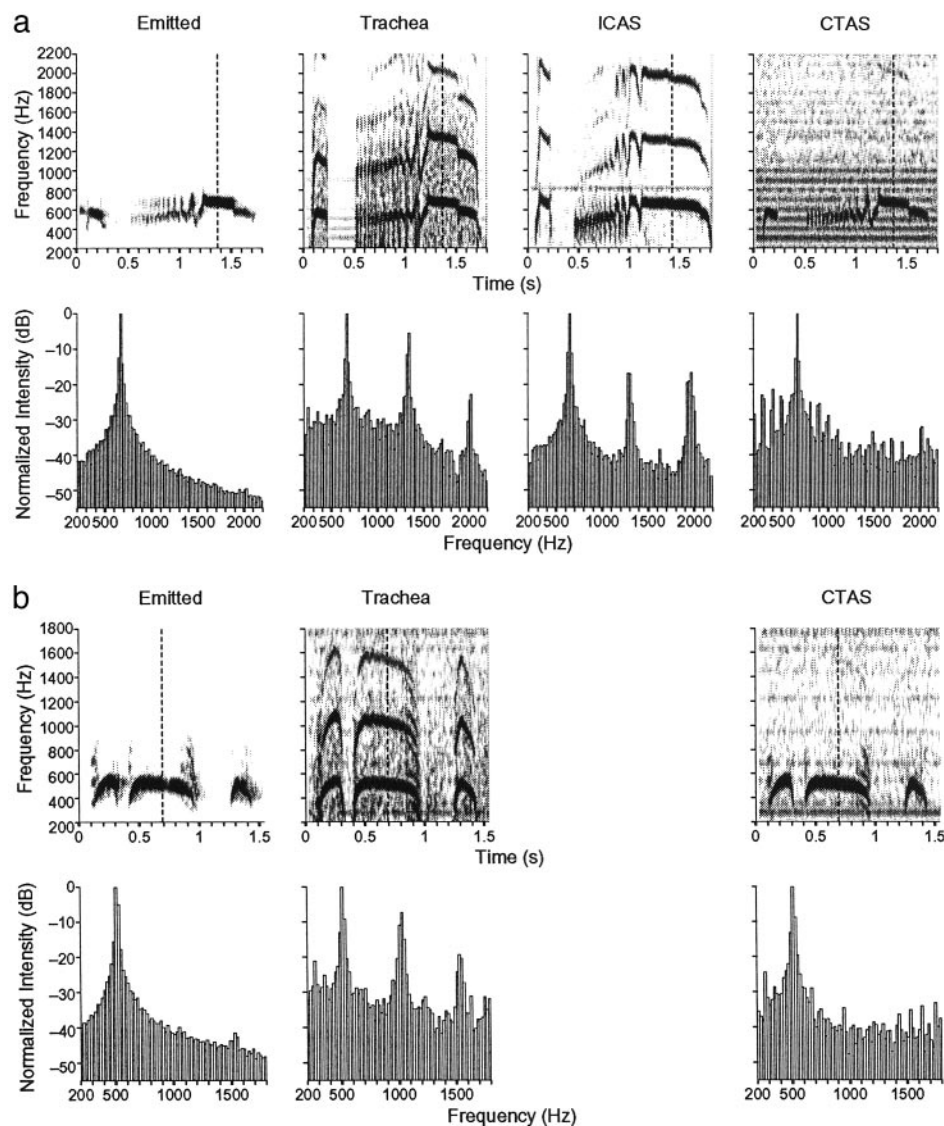 a
Emitted Trachea ICAS CTAS
Frequency (Hz)
2200
2000
1800
1600
1400
1200
1000
800
600
400
200
0 0.5 1 1.5 0 0.5 1 1.5 0 0.5 1 1.5 0 0.5 1 1.5
Time (s)
Normalized Intensity (dB)
0
–10
–20
–30
–40
–50
200 500 1000 1500 2000 200 500 1000 1500 2000 200 500 1000 1500 2000 200 500 1000 1500 2000
Frequency (Hz)
b
Emitted Trachea CTAS
Frequency (Hz)
1800
1600
1400
1200
1000
800
600
400
200
0 0.5 1 1.5 0 0.5 1 1.5 0 0.5 1 1.5
Time (s)
Normalized Intensity (dB)
0
–10
–20
–30
–40
–50
200 500 1000 1500 200 500 1000 1500 200 500 1000 1500
Frequency (Hz)